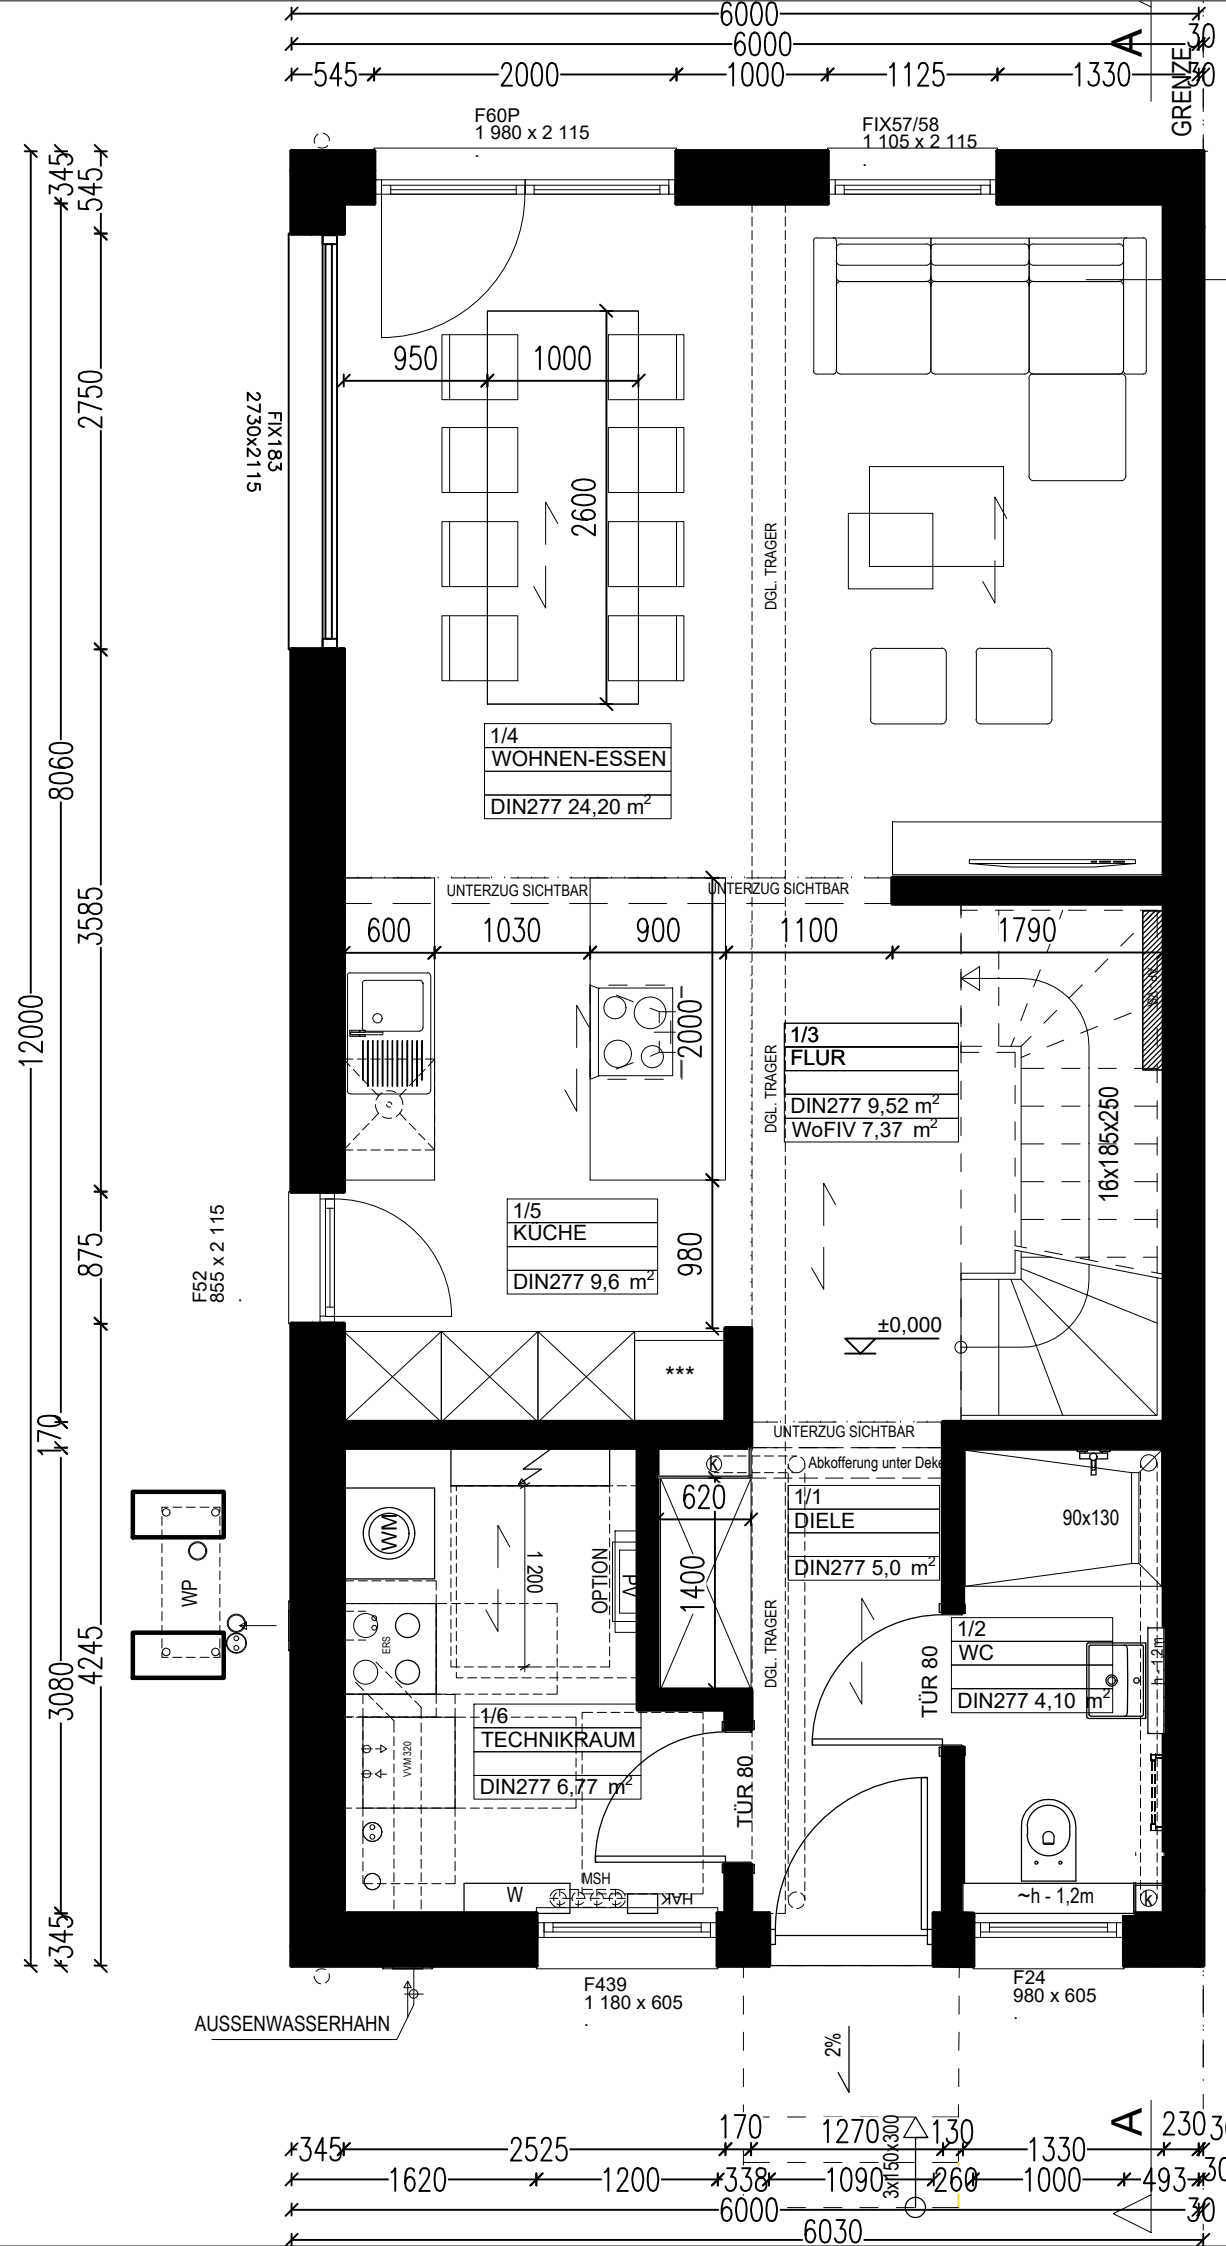 6000
6000
30
545 2000 1000 1125 1330 30
A
GRENZE
F60P
1 980 x 2 115
FIX57/58
1 105 x 2 115
345
545
2750
FIX183
2730x2115
950
1000
2600
DGL. TRAGER
1/4
WOHNEN-ESSEN
DIN277 24,20 m²
8060
3585
12000
UNTERZUG SICHTBAR
UNTERZUG SICHTBAR
600 1030 900 1100 1790
2000
DGL. TRAGER
1/3
FLUR
DIN277 9,52 m²
WoFIV 7,37 m²
16x185x250
F52
855 x 2 115
875
1/5
KÜCHE
DIN277 9,6 m²
980
±0,000
***
170
UNTERZUG SICHTBAR
k
Abkofferung unter Deke
620
1400
1/1
DIELE
DIN277 5,0 m²
90x130
WM
1 200
OPTION
PV
WP
ERS
DGL. TRAGER
TÜR 80
1/2
WC
DIN277 4,10 m²
h -1,2m
3080
4245
1/6
TECHNIKRAUM
DIN277 6,77 m²
VVM320
TÜR 80
MSH
W
HAK
~h - 1,2m
k
345
F439
1 180 x 605
F24
980 x 605
AUSSENWASSERHAHN
2%
3x150x300
A
345 2525 170 1270 130 1330 230 30
1620 1200 338 1090 260 1000 493 30
6000 30
6030